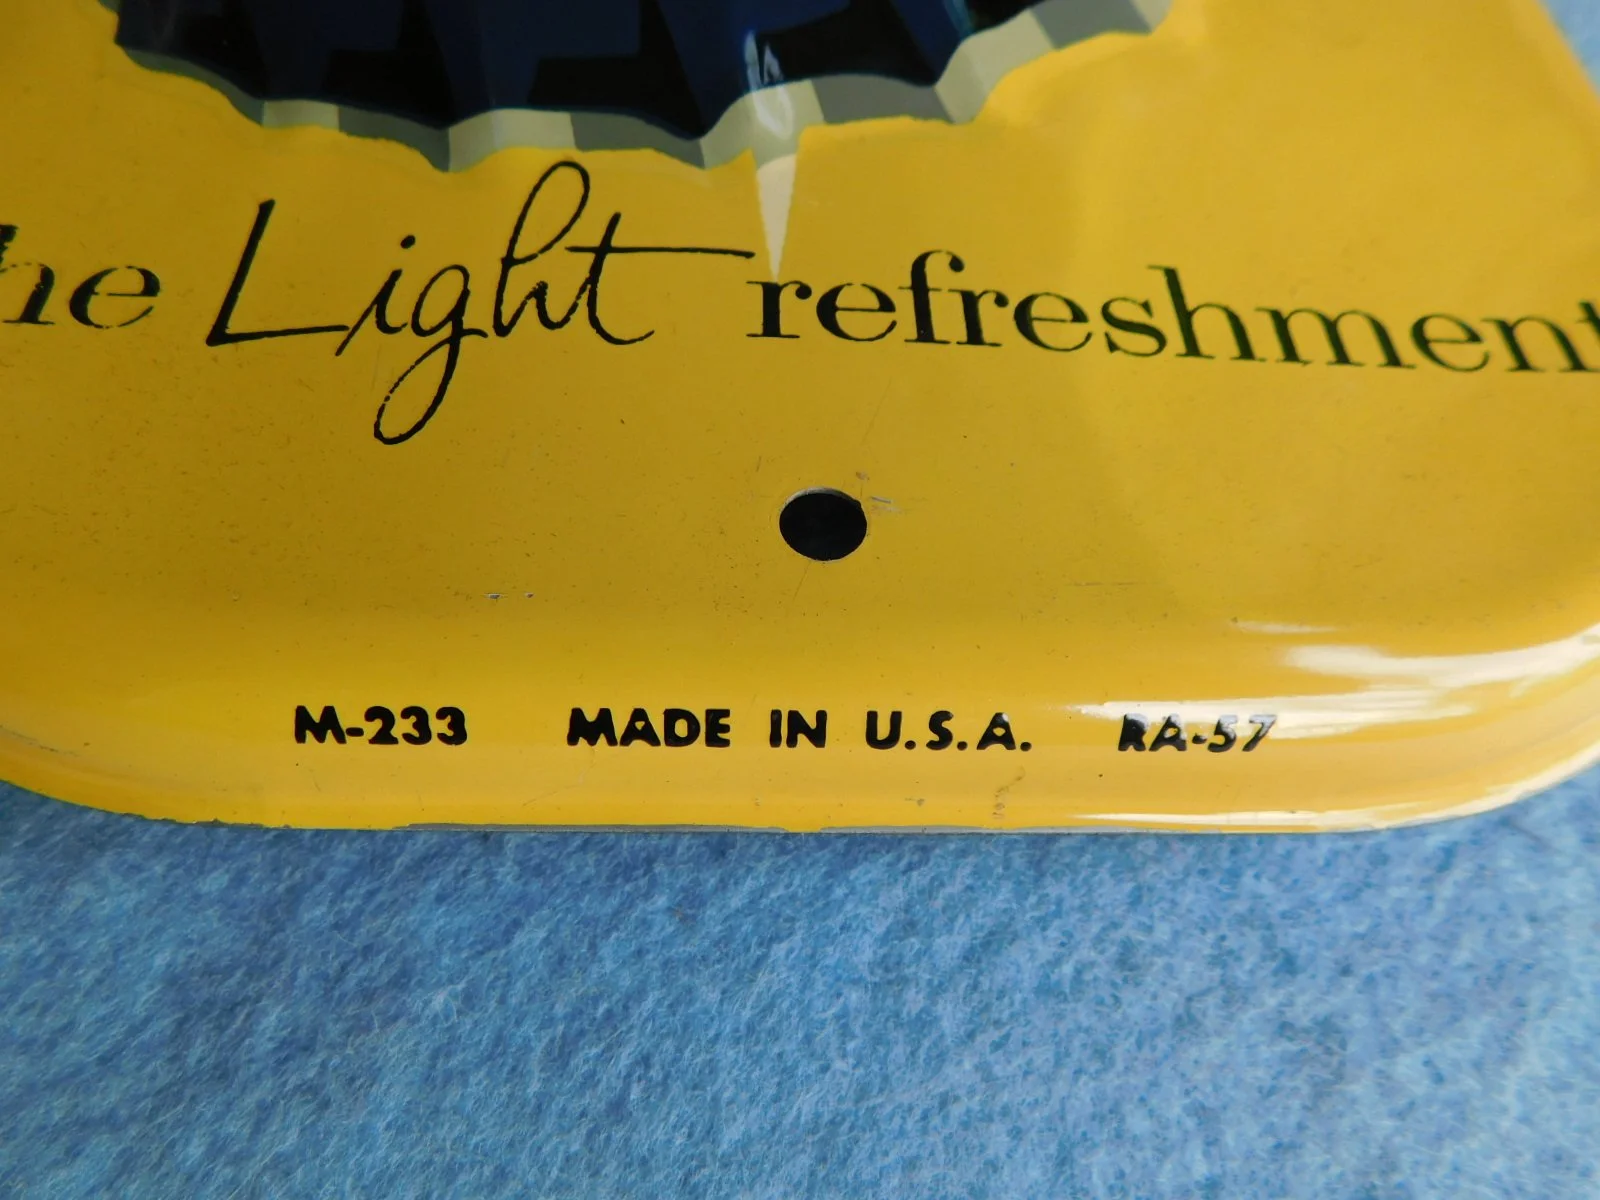 he Light refreshment
M-233 MADE IN U.S.A. RA-57